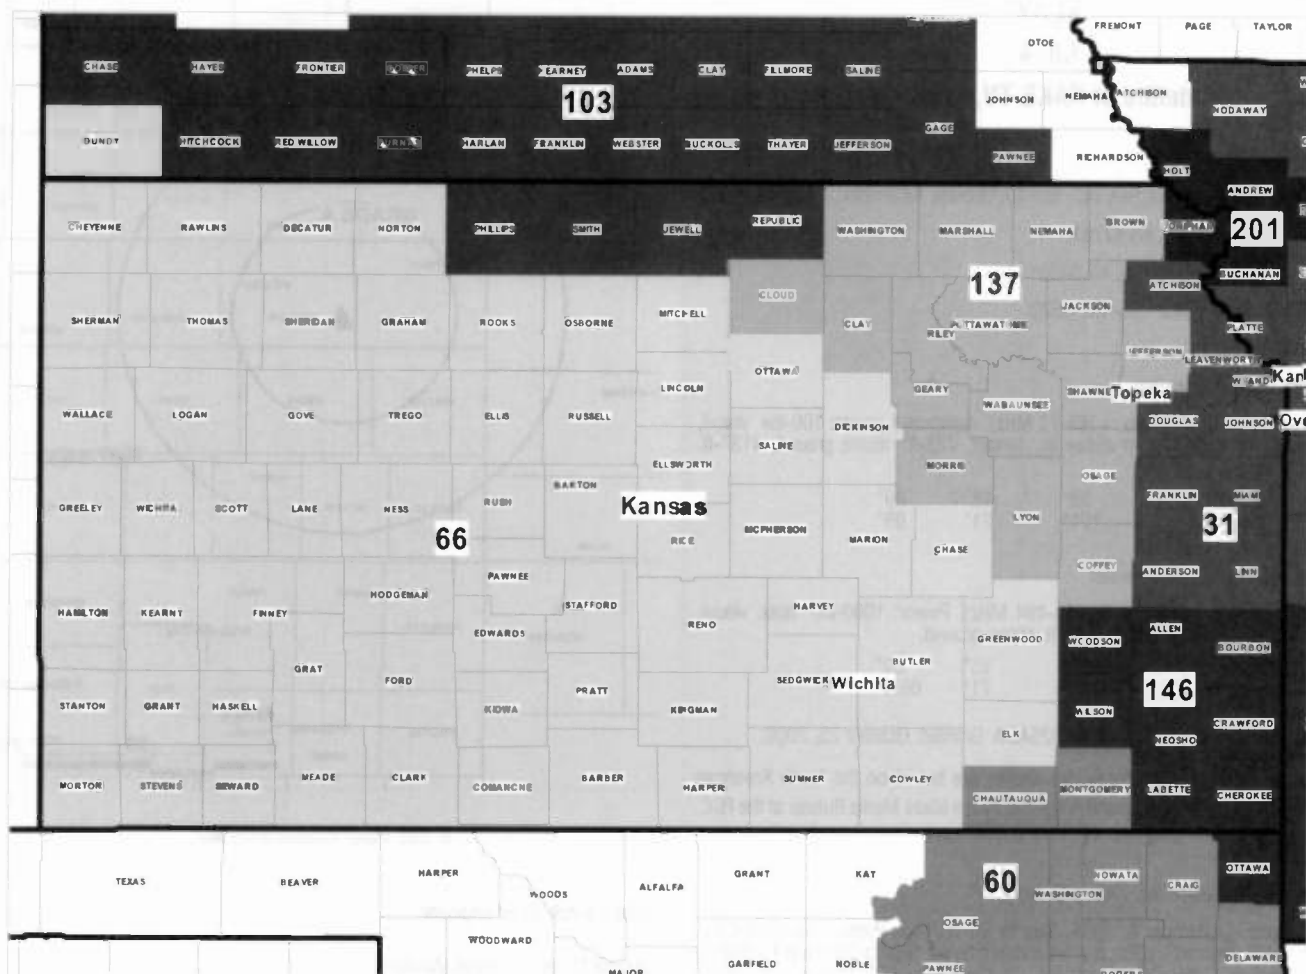 FREMONT PAGE TAYLOR
OTOE
CHASE HAYES FRONTIER PHELPS KEARNEY ADAMS CLAY FILLMORE SALINE
103
JOHNSON NEMAHA ATCHISON
NODAWAY
DUNDY HITCHCOCK RED WILLOW HARLAN FRANKLIN WEBSTER THAYER JEFFERSON GAGE
PAWNEE RICHARDSON
HOLT
ANDREW
CHEYENNE RAWLINS DECATUR NORTON PHILLIPS SMITH JEWELL REPUBLIC WASHINGTON MARSHALL NEMAHA BROWN
201
BUCHANAN
137
CLOUD
ATCHISON
JACKSON
SHERMAN THOMAS SHERIDAN GRAHAM ROOKS OSBORNE MITCHELL CLAY RILEY
PLATTE
JEFFERSON
LEAVENWORTH
OTTAWA
Kan
LINCOLN GEARY WABAUNSEE SHAWNE Topeka
WALLACE LOGAN GOVE TREGO ELLIS RUSSELL DICKINSON DOUGLAS JOHNSON Ove
SALINE
ELLSWORTH MORRIS
OSAGE
BARTON
FRANKLIN MIAMI
GREELEY WICHITA SCOTT LANE NESS RUSH Kansas LYON
31
66
RICE MCPHERSON MARION CHASE
COFFEY
ANDERSON LINN
PAWNEE
HODGEMAN STAFFORD
HAMILTON KEARNT FINNEY HARVEY
EDWARDS RENO
GREENWOOD WOODSON ALLEN
BOURBON
GRAT FORD BUTLER
SEDGWICK Wichita
PRATT
146
STANTON GRANT HASKELL KIOWA KINGMAN WILSON
CRAWFORD
ELK NEOSHO
MORTON STEVENS SEWARD MEADE CLARK COMANCHE BARBER HARPER SUMNER COWLEY
CHAUTAUQUA MONTGOMERY LABETTE CHEROKEE
TEXAS BEAVER HARPER WOODS ALFALFA GRANT KAY
60
NOWATA
WASHINGTON CRAIG
OTTAWA
OSAGE
WOODWARD
MAJOR GARFIELD NOBLE PAWNEE DELAWARE